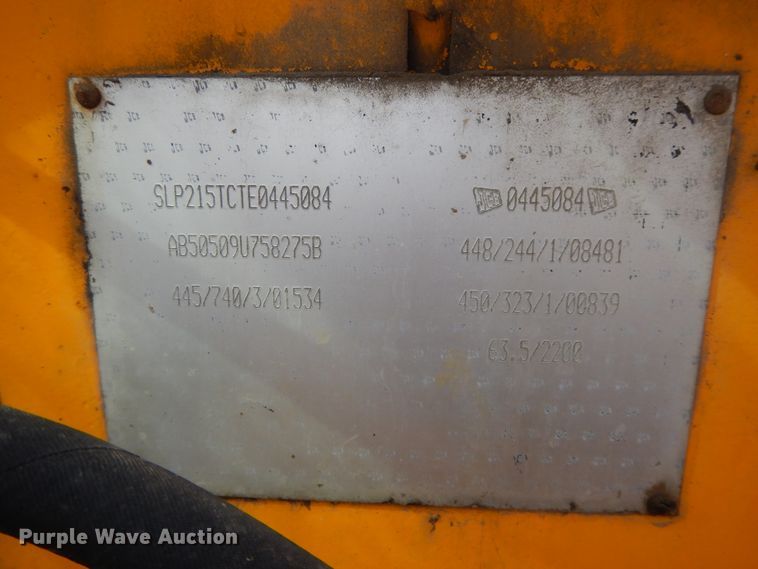 SLP215TCTE0445084
JCB 0445084 JCB
AB50509U758275B
448/244/1/08481
445/740/3/01534
450/323/1/00839
63.5/2200
Purple Wave Auction®